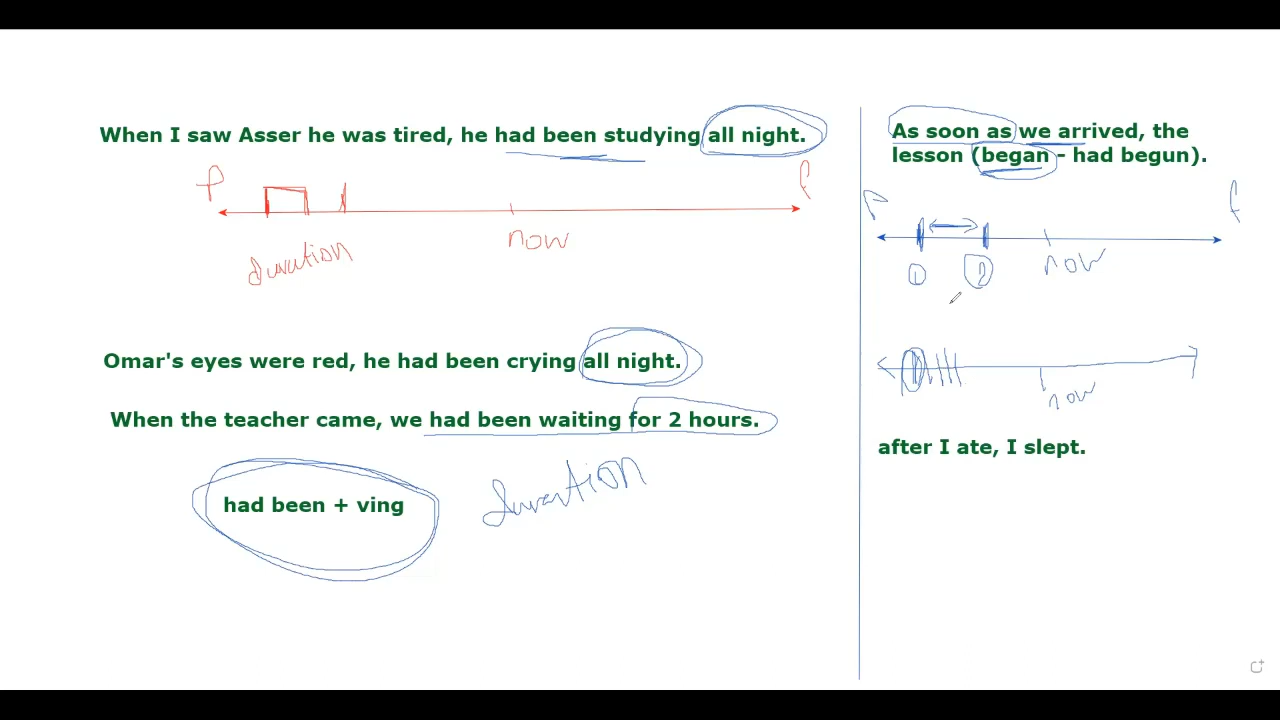 When I saw Asser he was tired, he had been studying all night.
P
f
now
duration
Omar's eyes were red, he had been crying all night.
When the teacher came, we had been waiting for 2 hours.
had been + ving
duration
As soon as we arrived, the
lesson (began - had begun).
P
f
1
2
now
now
after I ate, I slept.